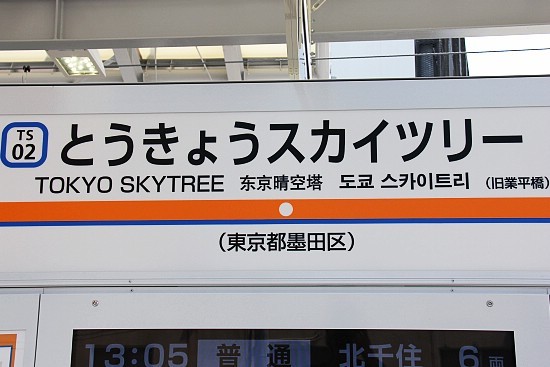 TS
02
とうきょうスカイツリー
TOKYO SKYTREE 东京晴空塔 도쿄 스카이트리 (旧業平橋)
(東京都墨田区)
13:05 普通 北千住 6両